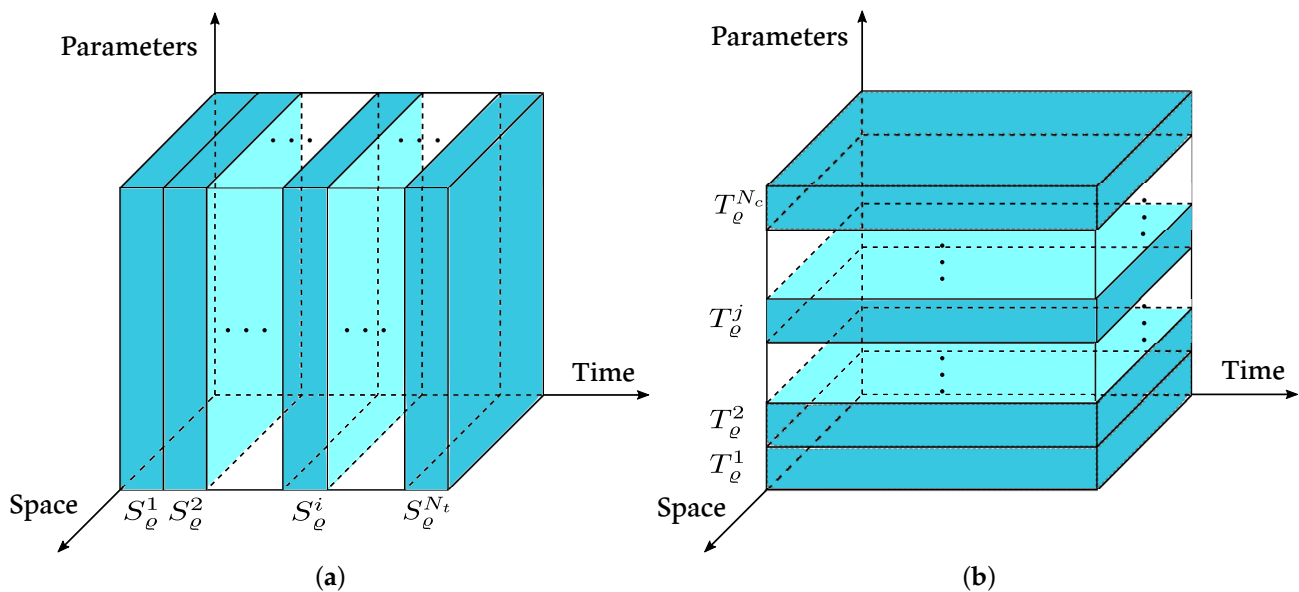 Parameters
Time
Space
S_ϱ^1 S_ϱ^2 S_ϱ^i S_ϱ^{N_t}
(a)
Parameters
T_ϱ^{N_c}
T_ϱ^j
Time
T_ϱ^2
T_ϱ^1
Space
(b)